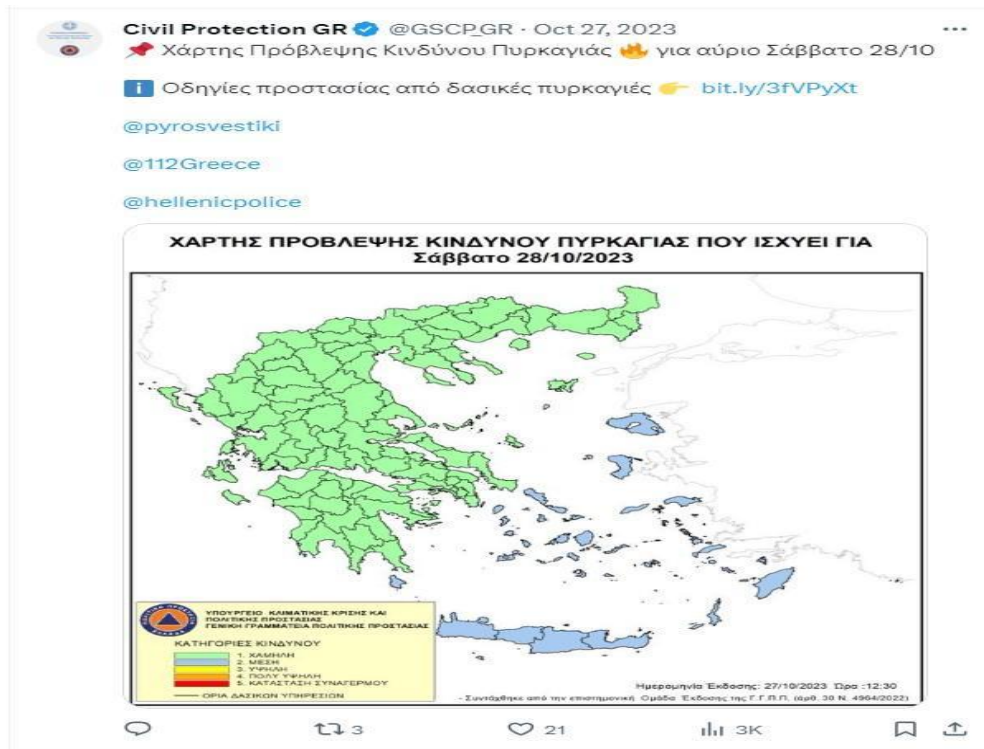 Civil Protection GR @GSCP_GR · Oct 27, 2023
📌 Χάρτης Πρόβλεψης Κινδύνου Πυρκαγιάς 🔥 για αύριο Σάββατο 28/10
ℹ️ Οδηγίες προστασίας από δασικές πυρκαγιές 👉 bit.ly/3fVPyXt
@pyrosvestiki
@112Greece
@hellenicpolice
ΧΑΡΤΗΣ ΠΡΟΒΛΕΨΗΣ ΚΙΝΔΥΝΟΥ ΠΥΡΚΑΓΙΑΣ ΠΟΥ ΙΣΧΥΕΙ ΓΙΑ
Σάββατο 28/10/2023
ΥΠΟΥΡΓΕΙΟ ΚΛΙΜΑΤΙΚΗΣ ΚΡΙΣΗΣ ΚΑΙ
ΠΟΛΙΤΙΚΗΣ ΠΡΟΣΤΑΣΙΑΣ
ΓΕΝΙΚΗ ΓΡΑΜΜΑΤΕΙΑ ΠΟΛΙΤΙΚΗΣ ΠΡΟΣΤΑΣΙΑΣ
ΚΑΤΗΓΟΡΙΕΣ ΚΙΝΔΥΝΟΥ
1. ΧΑΜΗΛΗ
2. ΜΕΣΗ
3. ΥΨΗΛΗ
4. ΠΟΛΥ ΥΨΗΛΗ
5. ΚΑΤΑΣΤΑΣΗ ΣΥΝΑΓΕΡΜΟΥ
ΟΡΙΑ ΔΑΣΙΚΩΝ ΥΠΗΡΕΣΙΩΝ
Ημερομηνία Έκδοσης: 27/10/2023 Ώρα :12:30
- Συντάχθηκε από την επιστημονική Ομάδα Έκδοσης της Γ.Γ.Π.Π. (άρθ. 30 Ν. 4964/2022)
3 21 3K